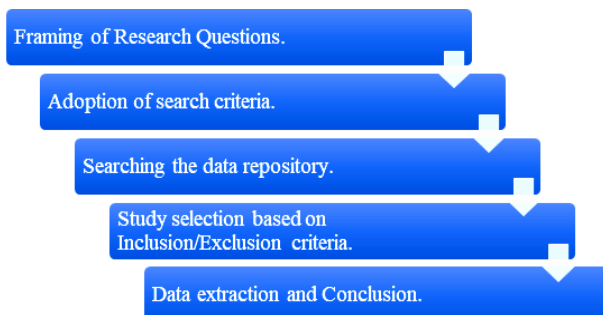 Framing of Research Questions.
Adoption of search criteria.
Searching the data repository.
Study selection based on
Inclusion/Exclusion criteria.
Data extraction and Conclusion.